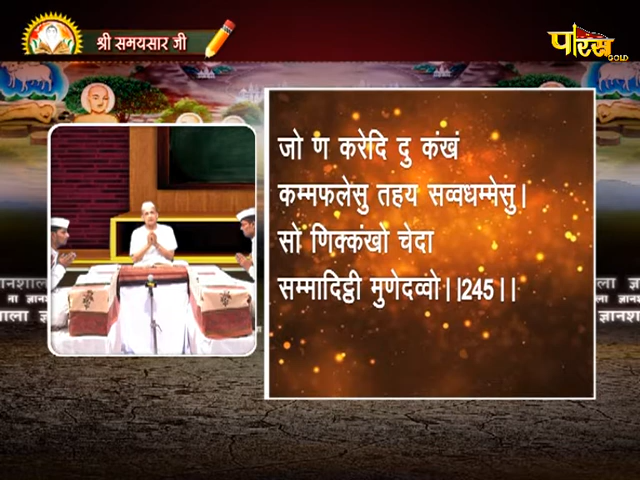 श्री समयसार जी
पारस
GOLD
जो ण करेदि दु कंखं
कम्मफलेसु तहय सव्वधम्मेसु।
सो णिक्कंखो चेदा
सम्मादिट्ठी मुणेदव्वो।।245।।